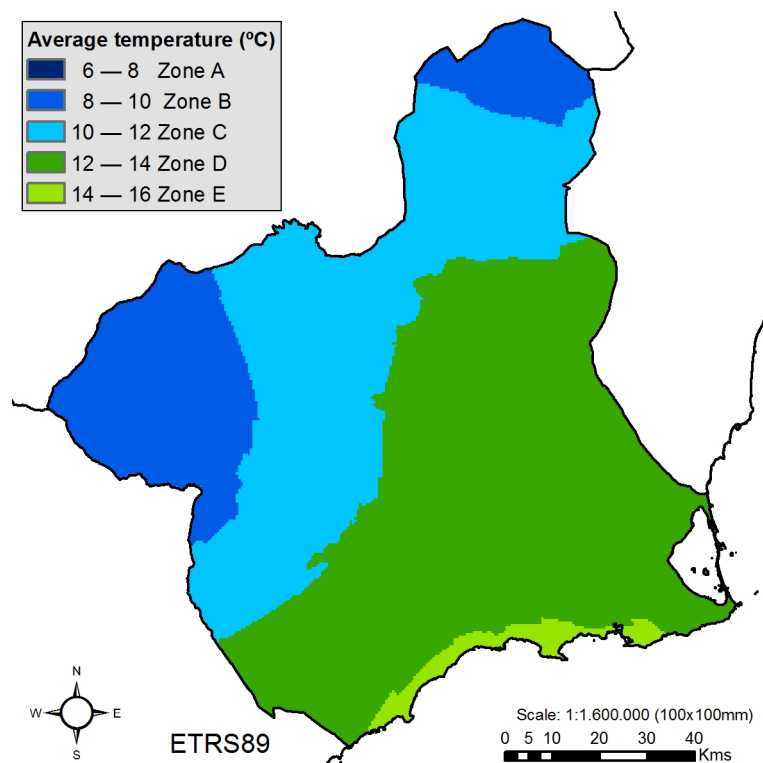 Average temperature (ºC)
6 — 8 Zone A
8 — 10 Zone B
10 — 12 Zone C
12 — 14 Zone D
14 — 16 Zone E
N
W E
S
ETRS89
Scale: 1:1.600.000 (100x100mm)
0 5 10 20 30 40 Kms